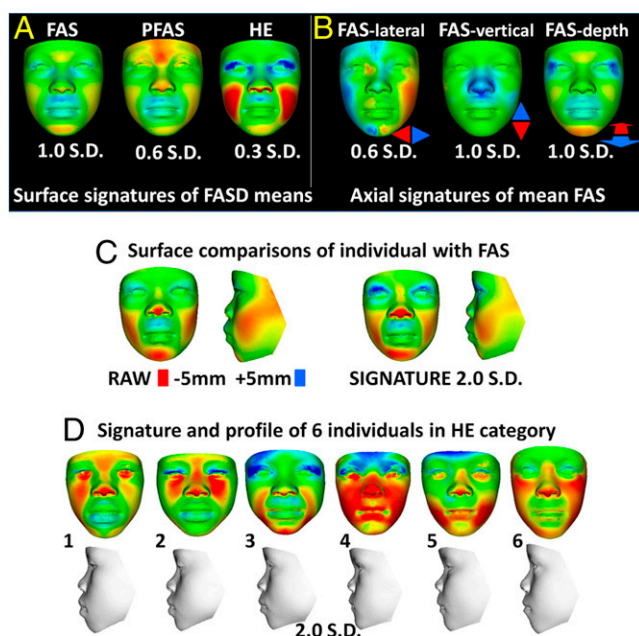 A
FAS PFAS HE
1.0 S.D. 0.6 S.D. 0.3 S.D.
Surface signatures of FASD means
B
FAS-lateral FAS-vertical FAS-depth
0.6 S.D. 1.0 S.D. 1.0 S.D.
Axial signatures of mean FAS
C Surface comparisons of individual with FAS
RAW -5mm +5mm SIGNATURE 2.0 S.D.
D Signature and profile of 6 individuals in HE category
1 2 3 4 5 6
2.0 S.D.